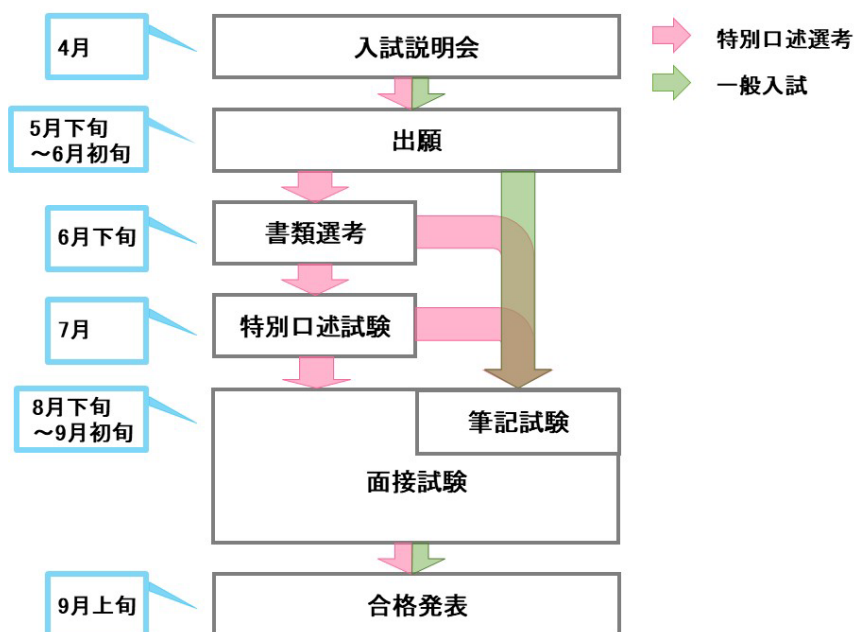 4月
入試説明会
特別口述選考
一般入試
5月下旬
～6月初旬
出願
6月下旬
書類選考
7月
特別口述試験
8月下旬
～9月初旬
筆記試験
面接試験
9月上旬
合格発表